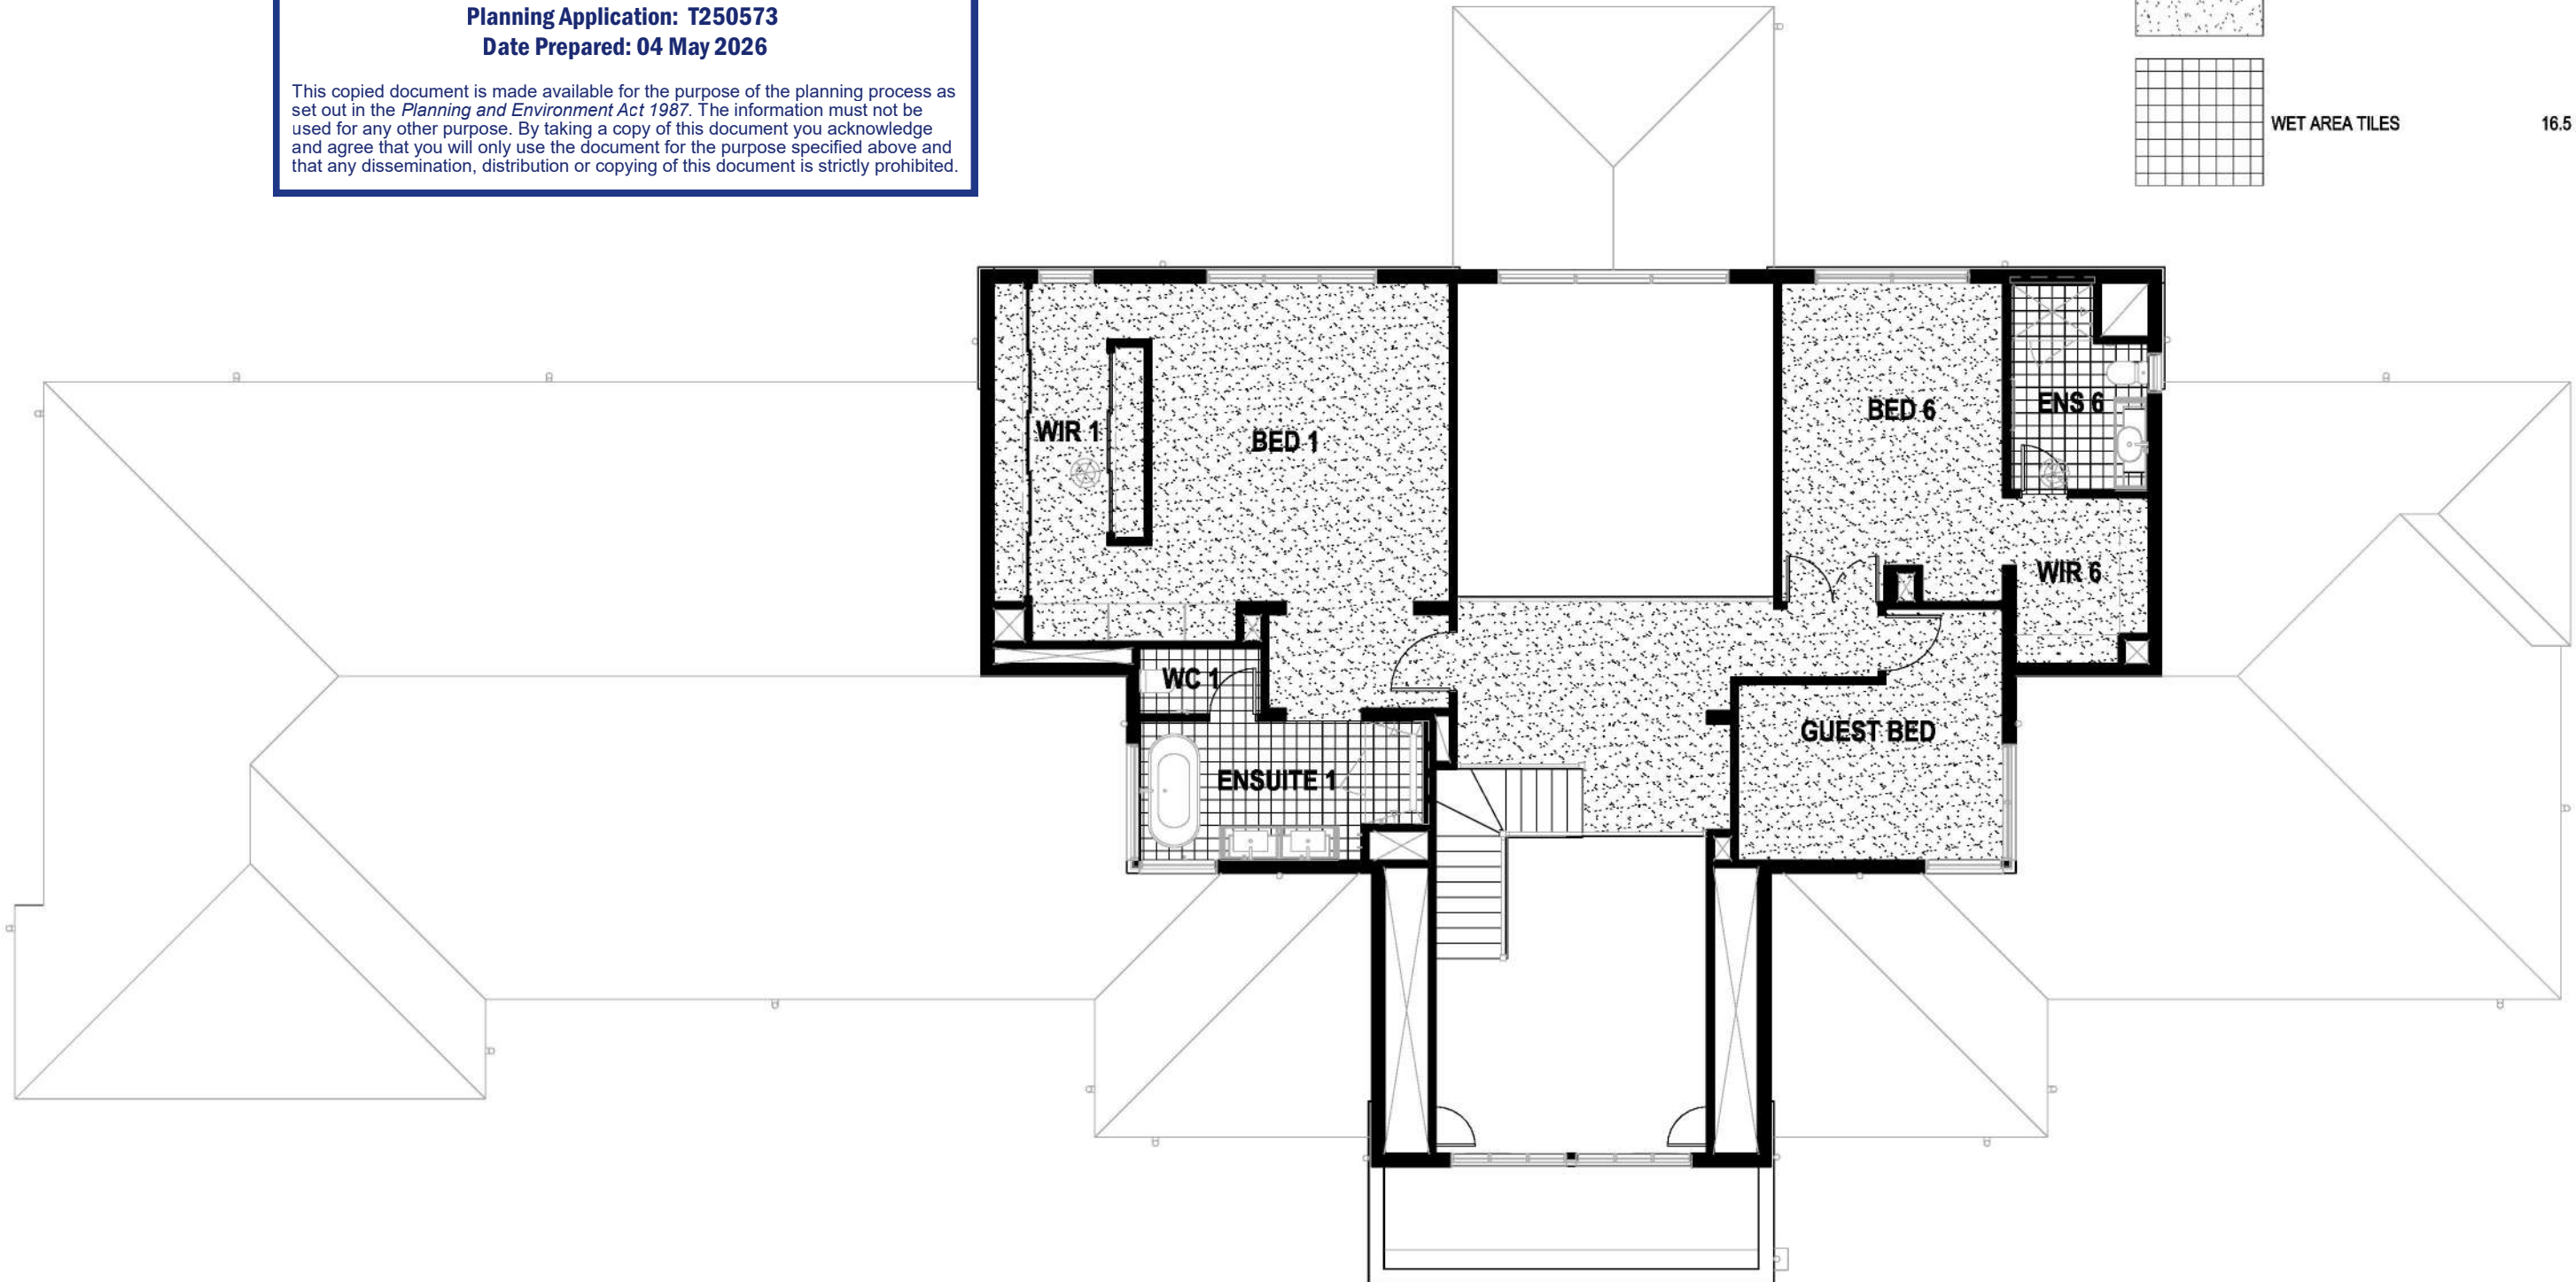 Planning Application: T250573
Date Prepared: 04 May 2026
This copied document is made available for the purpose of the planning process as
set out in the Planning and Environment Act 1987. The information must not be
used for any other purpose. By taking a copy of this document you acknowledge
and agree that you will only use the document for the purpose specified above and
that any dissemination, distribution or copying of this document is strictly prohibited.
WET AREA TILES 16.5
WIR 1
BED 1
BED 6
ENS 6
WIR 6
WC 1
GUEST BED
ENSUITE 1